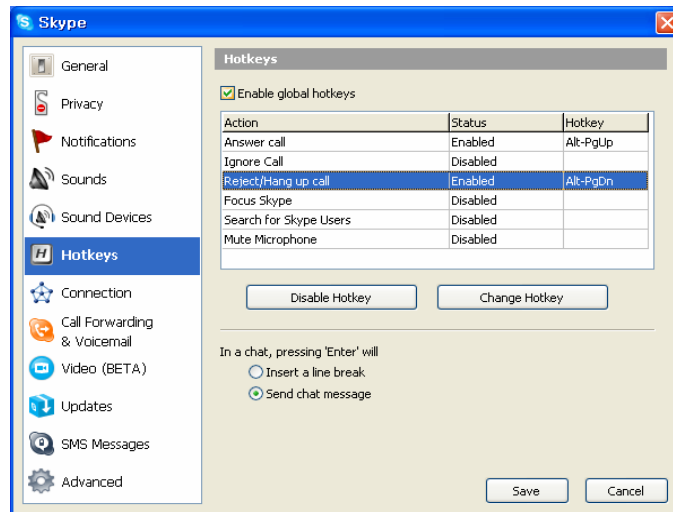 Skype
General
Privacy
Notifications
Sounds
Sound Devices
H Hotkeys
Connection
Call Forwarding
& Voicemail
Video (BETA)
Updates
SMS Messages
Advanced
Hotkeys
Enable global hotkeys
Action Status Hotkey
Answer call Enabled Alt-PgUp
Ignore Call Disabled
Reject/Hang up call Enabled Alt-PgDn
Focus Skype Disabled
Search for Skype Users Disabled
Mute Microphone Disabled
Disable Hotkey Change Hotkey
In a chat, pressing 'Enter' will
Insert a line break
Send chat message
Save Cancel